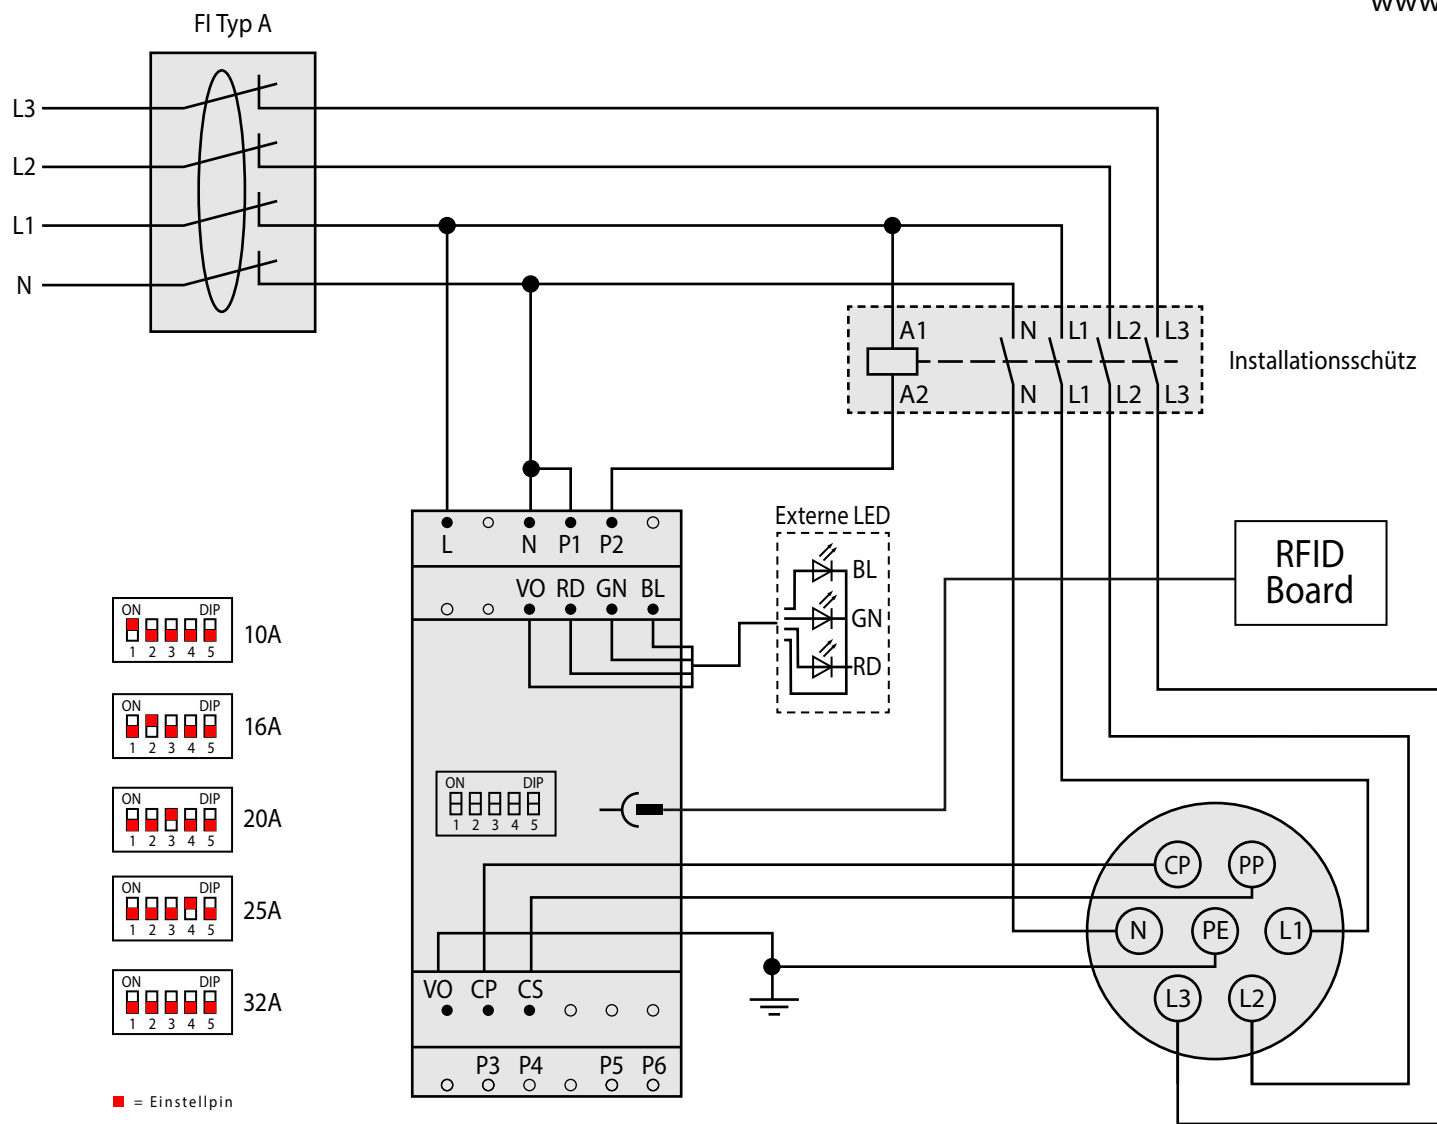 www
FI Typ A
L3
L2
L1
N
A1
N
L1
L2
L3
A2
N
L1
L2
L3
Installationsschütz
L
N
P1
P2
VO
RD
GN
BL
Externe LED
BL
GN
RD
RFID
Board
ON DIP
1 2 3 4 5
10A
ON DIP
1 2 3 4 5
16A
ON DIP
1 2 3 4 5
20A
ON DIP
1 2 3 4 5
25A
ON DIP
1 2 3 4 5
32A
ON DIP
1 2 3 4 5
CP
PP
N
PE
L1
L3
L2
VO
CP
CS
P3
P4
P5
P6
= Einstellpin